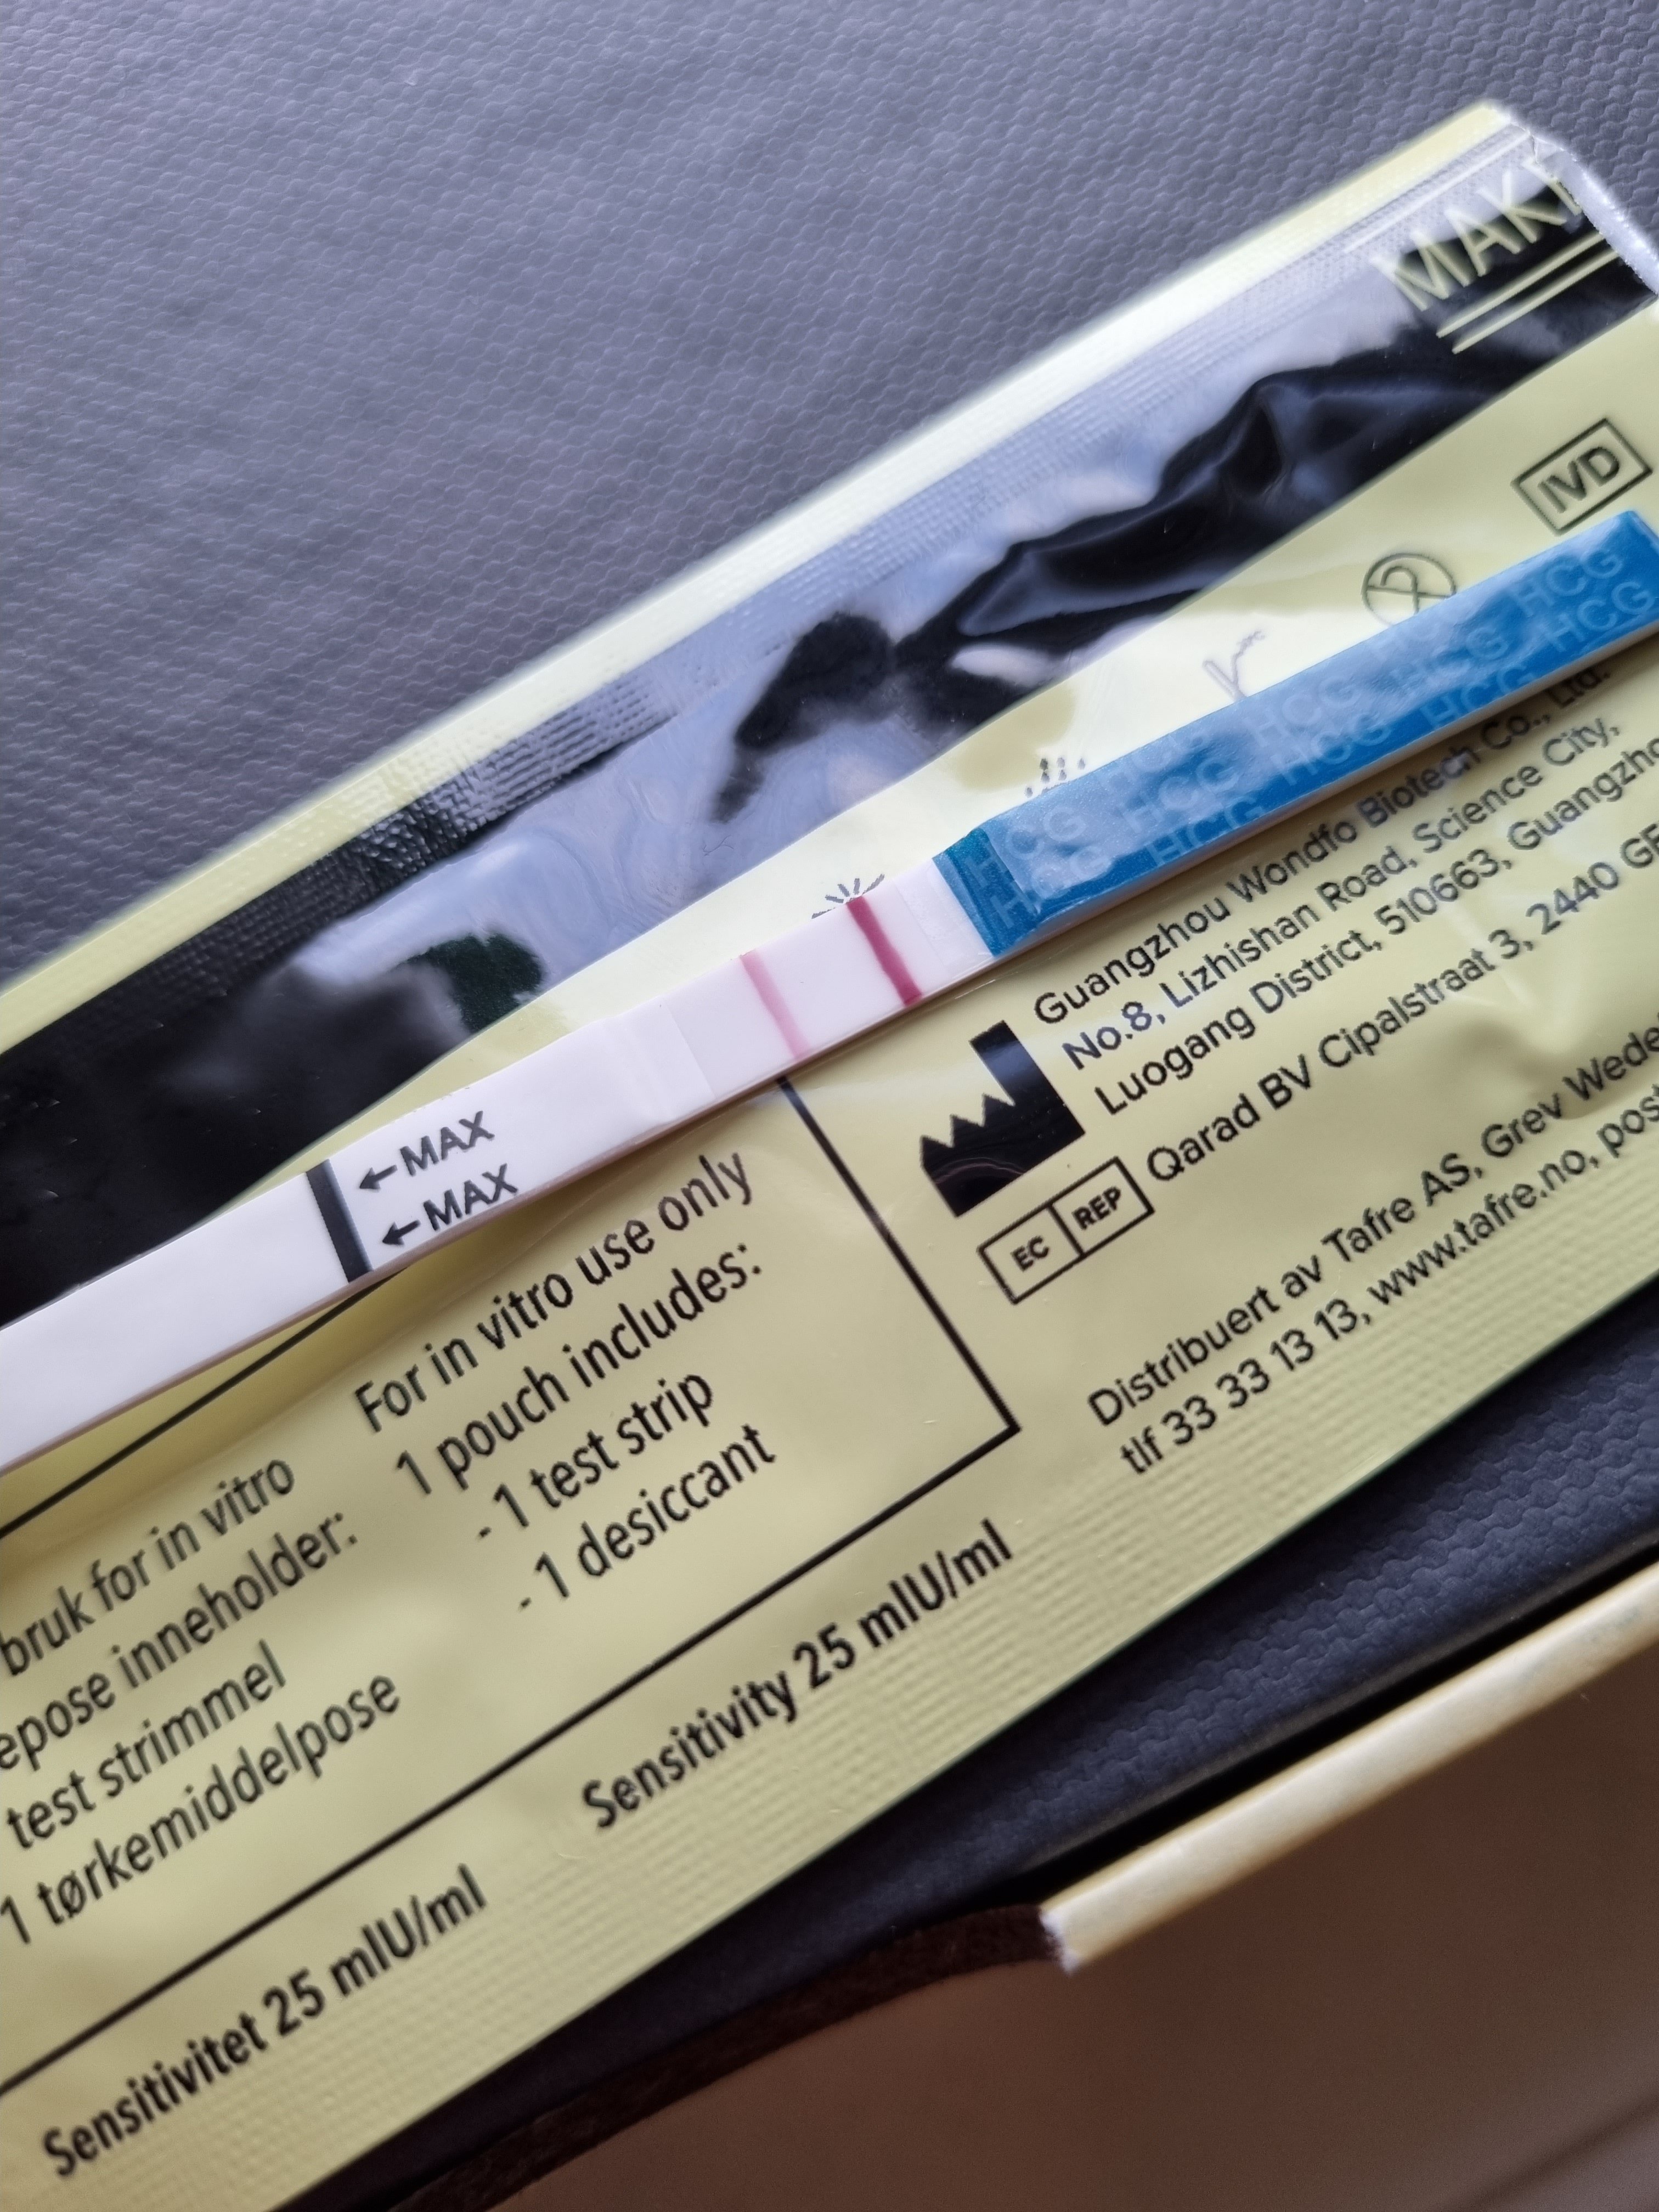 MAK
IVD
HCG HCG HCG HCG HCG
HCG HCG HCG HCG
HCG HCG
←MAX
←MAX
Guangzhou Wondfo Biotech Co., Ltd.
No.8, Lizhishan Road, Science City,
Luogang District, 510663, Guangzho
EC REP
Qarad BV Cipalstraat 3, 2440 GE
Distribuert av Tafre AS, Grev Wede
tlf 33 33 13 13, www.tafre.no, post
bruk for in vitro
epose inneholder:
test strimmel
1 tørkemiddelpose
For in vitro use only
1 pouch includes:
- 1 test strip
- 1 desiccant
Sensitivitet 25 mIU/ml
Sensitivity 25 mIU/ml